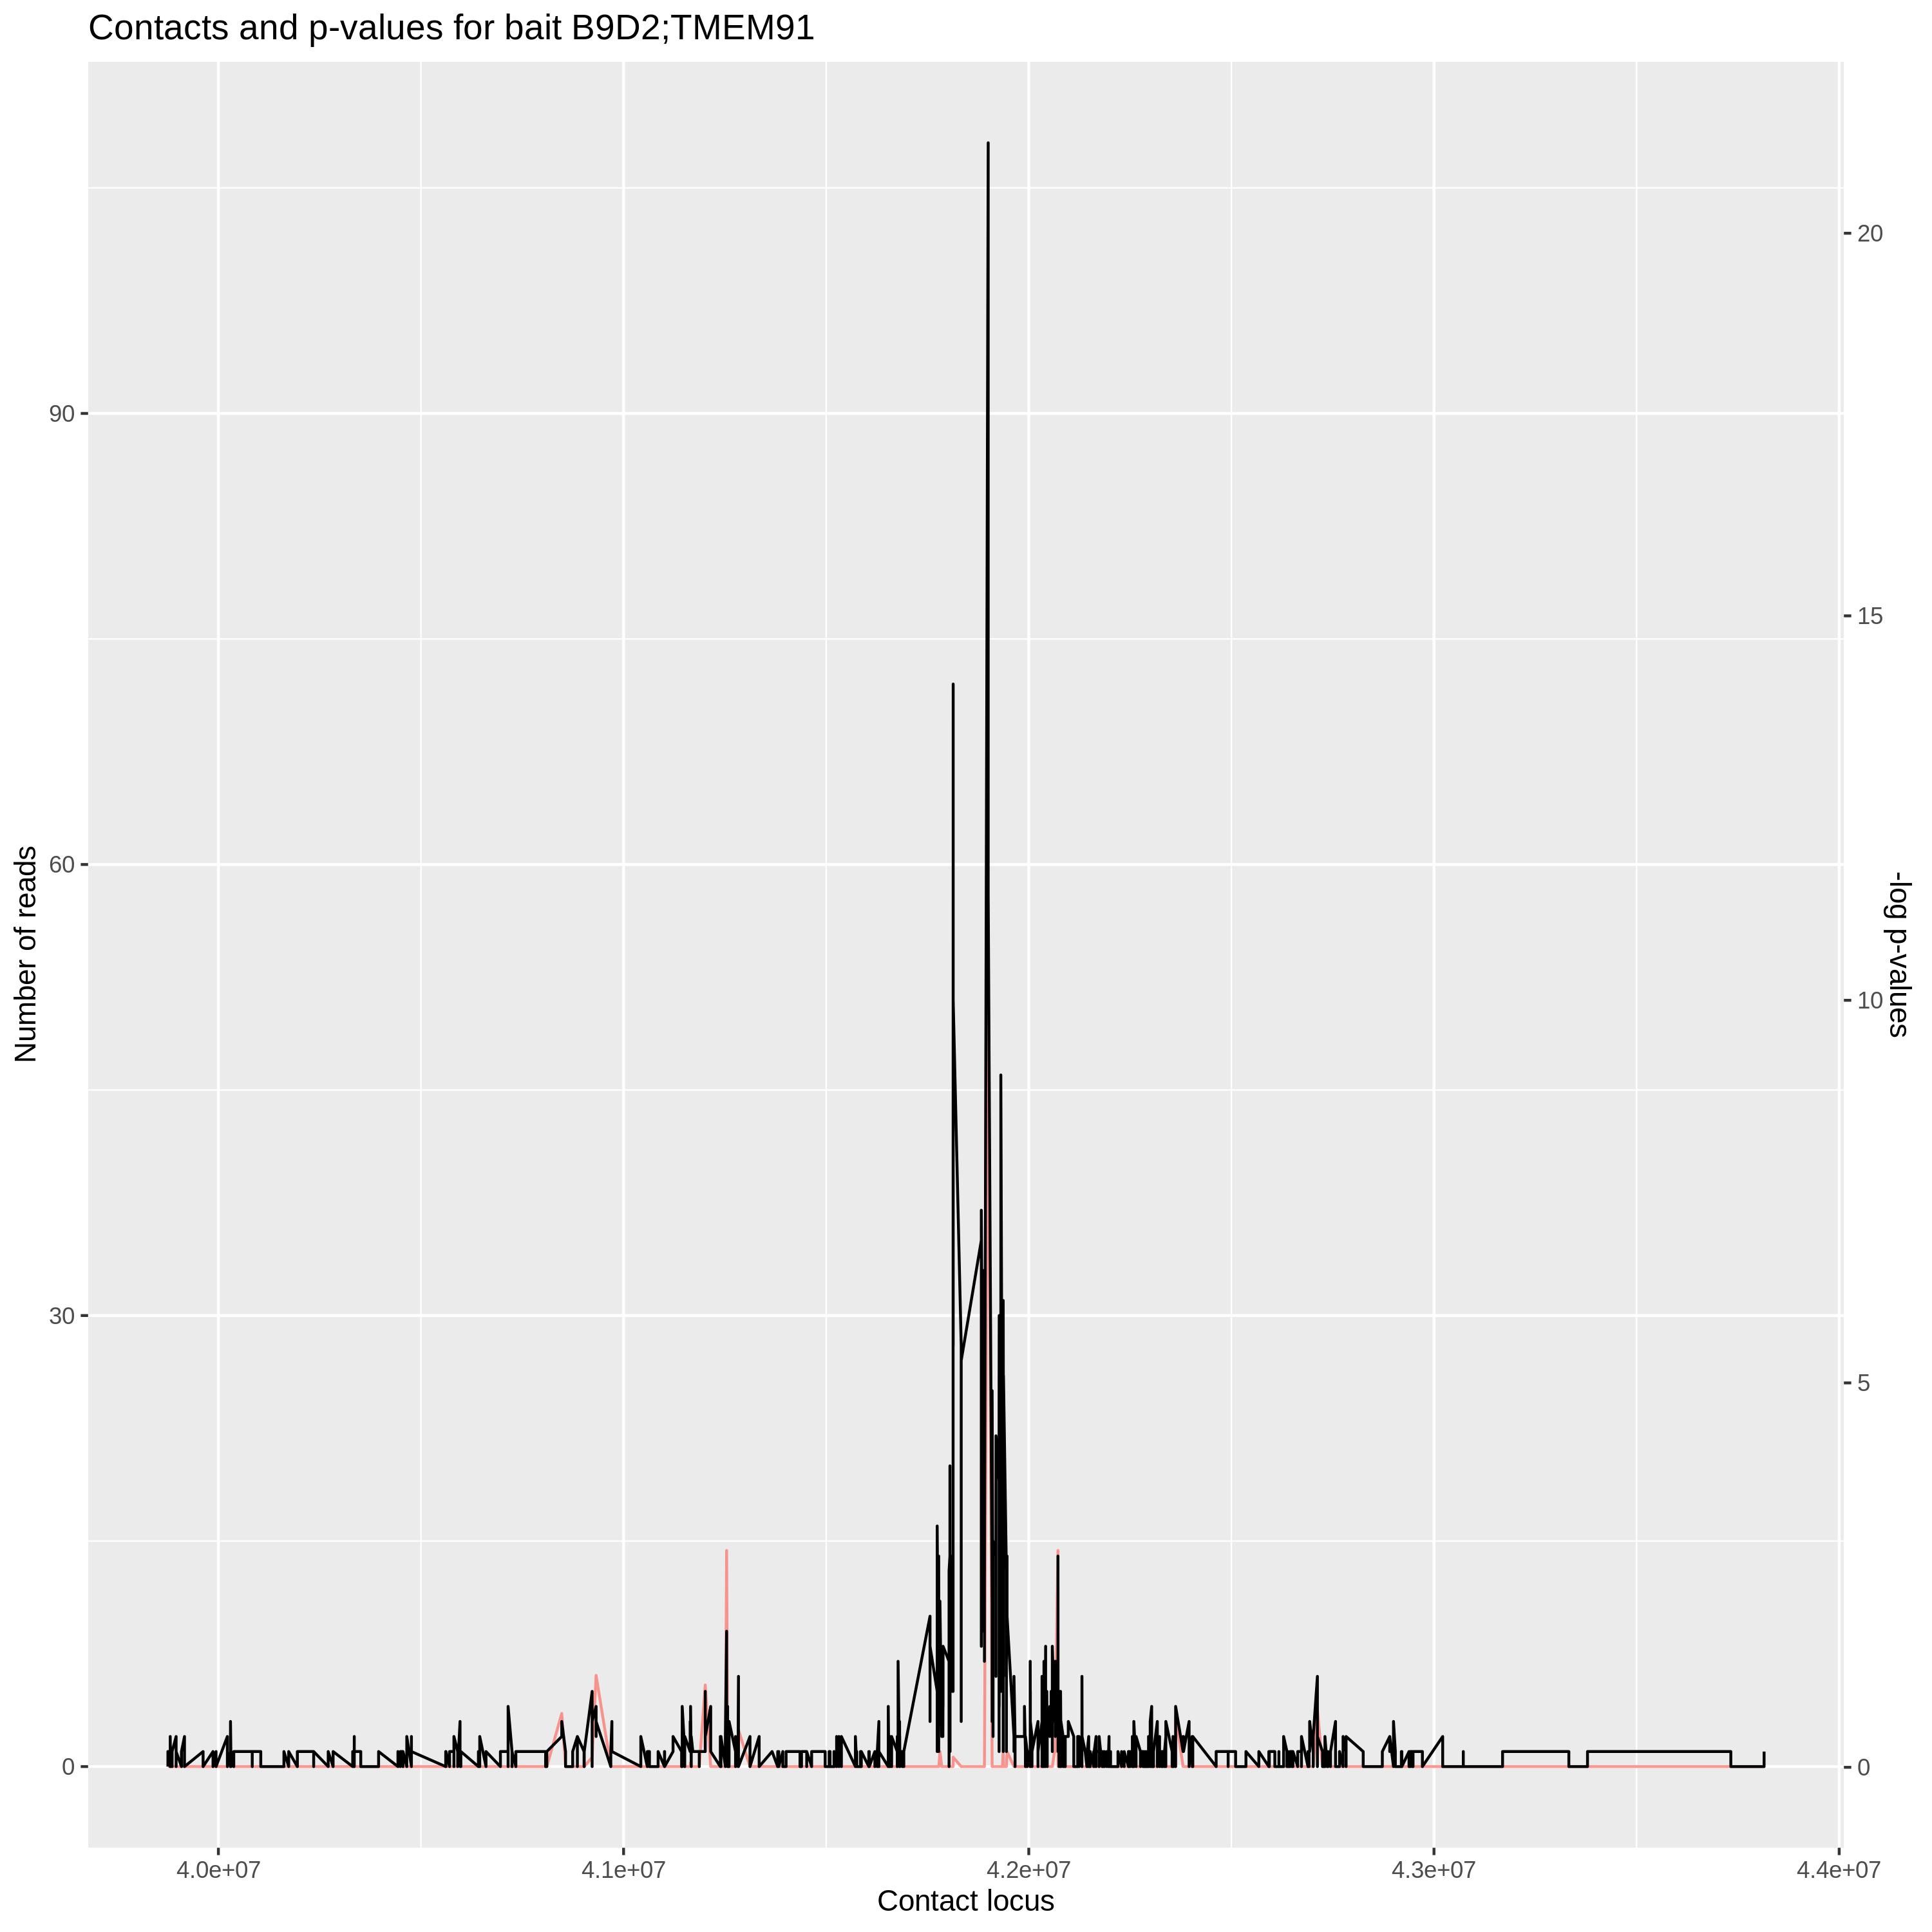 Contacts and p-values for bait B9D2;TMEM91
90
60
30
0
Number of reads
20
15
10
5
0
-log p-values
4.0e+07
4.1e+07
4.2e+07
4.3e+07
4.4e+07
Contact locus